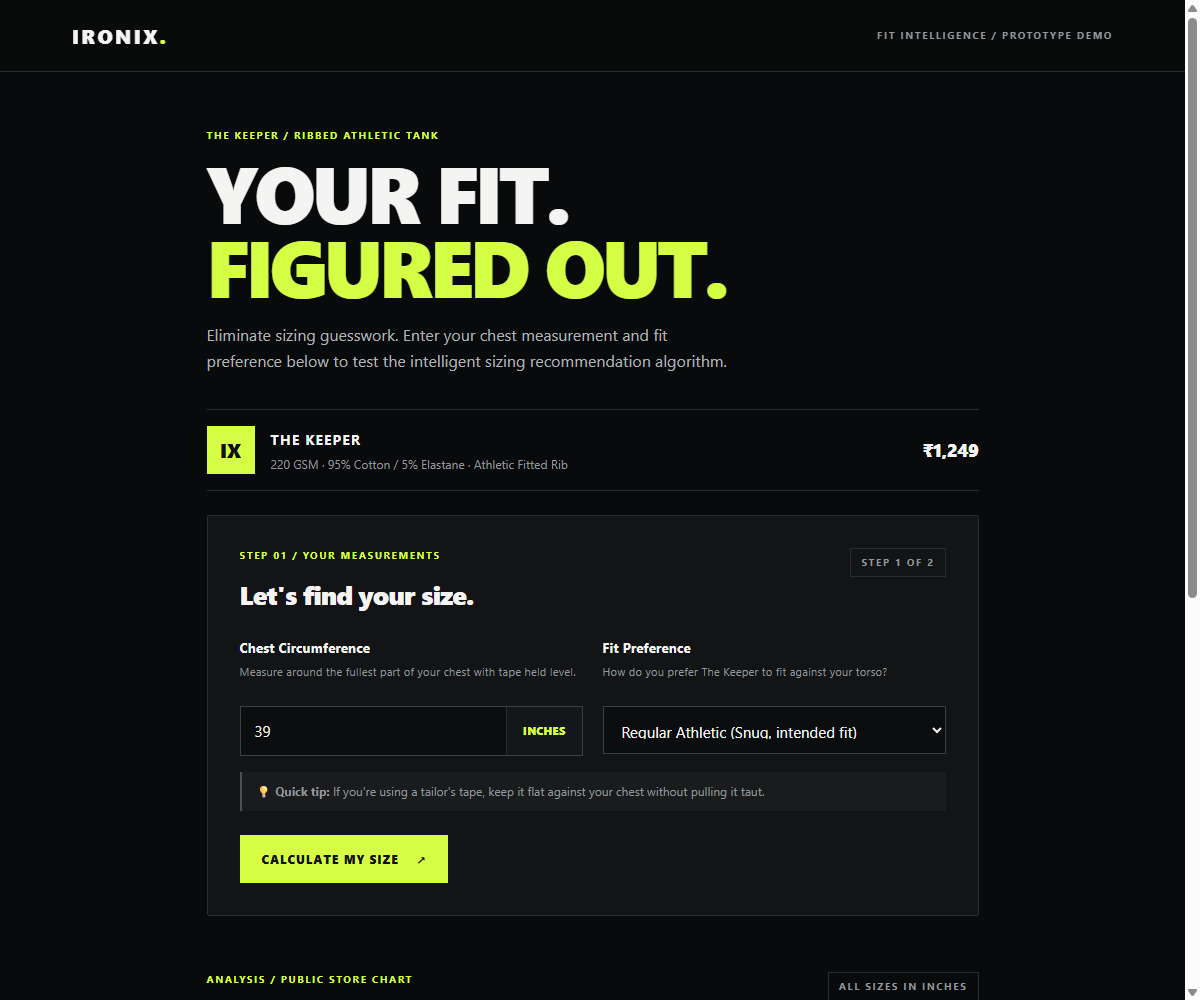 IRONIX.
FIT INTELLIGENCE / PROTOTYPE DEMO
THE KEEPER / RIBBED ATHLETIC TANK
YOUR FIT.
FIGURED OUT.
Eliminate sizing guesswork. Enter your chest measurement and fit
preference below to test the intelligent sizing recommendation algorithm.
IX
THE KEEPER
220 GSM · 95% Cotton / 5% Elastane · Athletic Fitted Rib
₹1,249
STEP 01 / YOUR MEASUREMENTS
STEP 1 OF 2
Let's find your size.
Chest Circumference
Measure around the fullest part of your chest with tape held level.
Fit Preference
How do you prefer The Keeper to fit against your torso?
39
INCHES
Regular Athletic (Snug, intended fit)
💡 Quick tip: If you're using a tailor's tape, keep it flat against your chest without pulling it taut.
CALCULATE MY SIZE ↗
ANALYSIS / PUBLIC STORE CHART
ALL SIZES IN INCHES